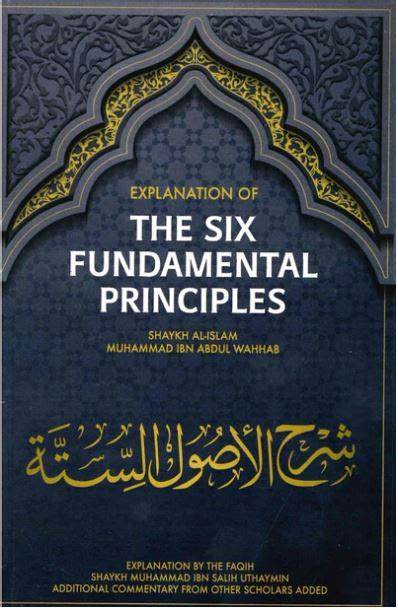 EXPLANATION OF
THE SIX
FUNDAMENTAL
PRINCIPLES
SHAYKH AL-ISLAM
MUHAMMAD IBN ABDUL WAHHAB
شرح الأصول الستة
EXPLANATION BY THE FAQIH
SHAYKH MUHAMMAD IBN SALIH UTHAYMIN
ADDITIONAL COMMENTARY FROM OTHER SCHOLARS ADDED